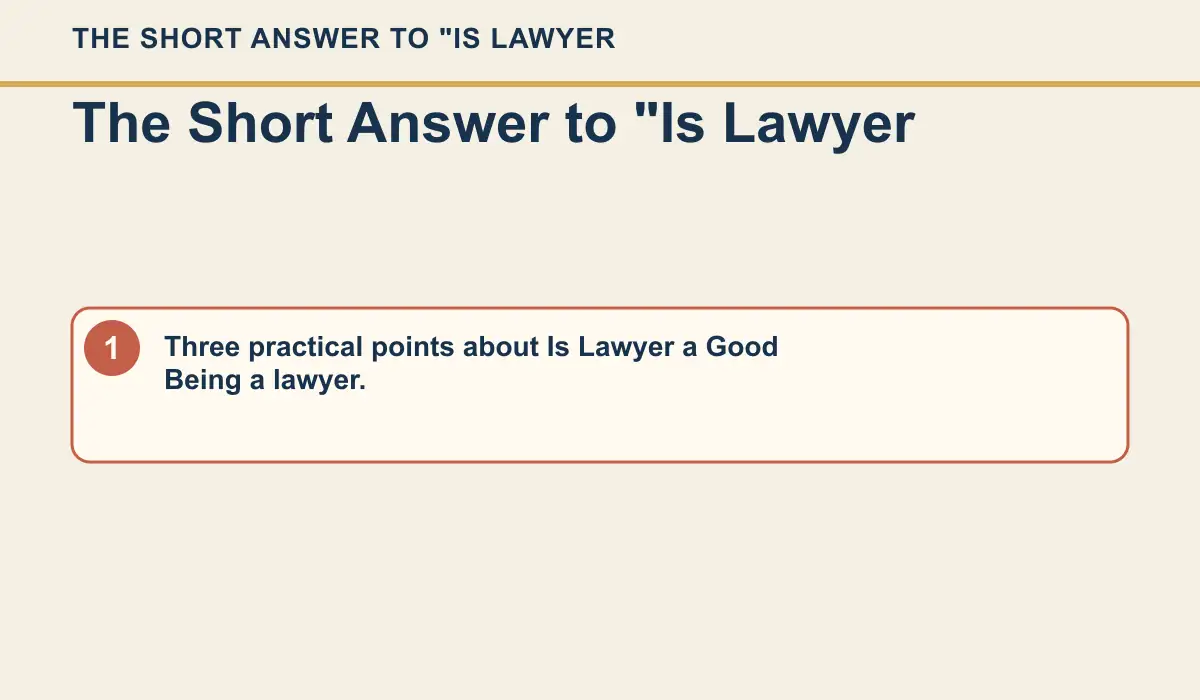 THE SHORT ANSWER TO "IS LAWYER
The Short Answer to "Is Lawyer
1
Three practical points about Is Lawyer a Good
Being a lawyer.